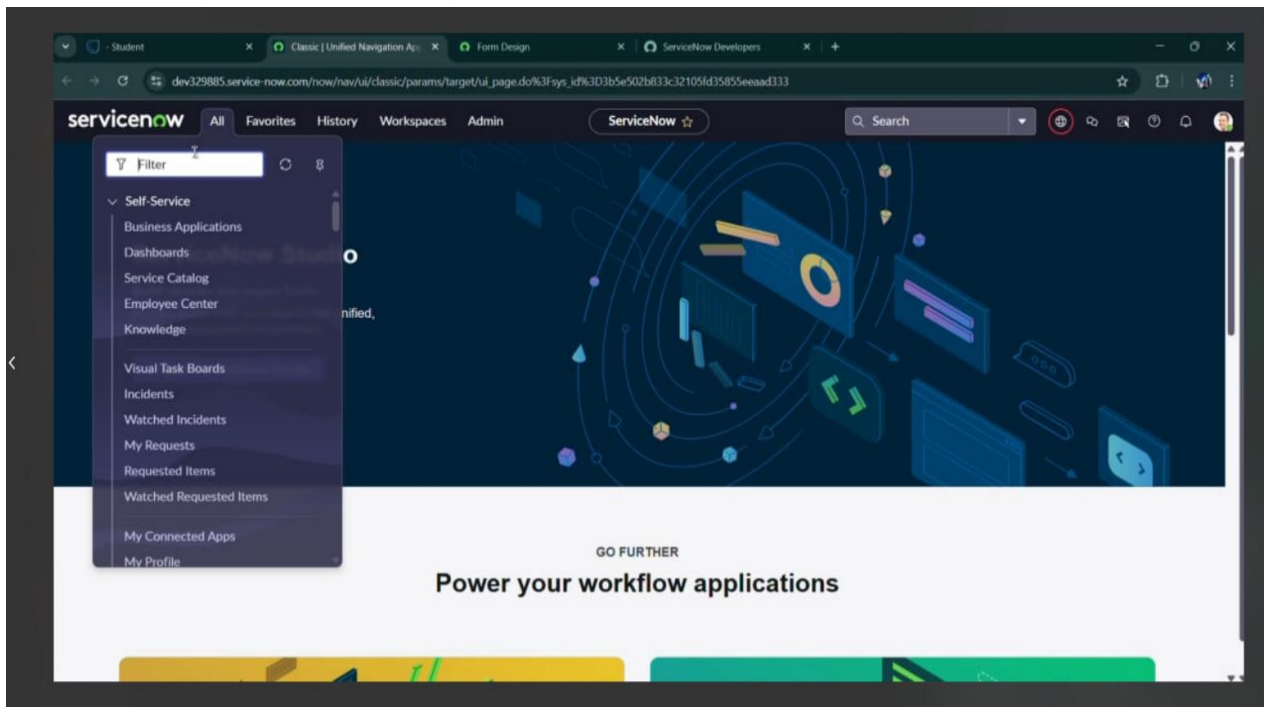 - Student
Classic | Unified Navigation Ap
Form Design
ServiceNow Developers
dev329885.service-now.com/now/nav/ui/classic/params/target/ui_page.do%3Fsys_id%3D3b5e502b833c32105fd35855eeaad333
servicenow All Favorites History Workspaces Admin ServiceNow Search
Filter
Self-Service
Business Applications
Dashboards
Service Catalog
Employee Center
nified,
Knowledge
Visual Task Boards
Incidents
Watched Incidents
My Requests
Requested Items
Watched Requested Items
My Connected Apps
My Profile
GO FURTHER
Power your workflow applications